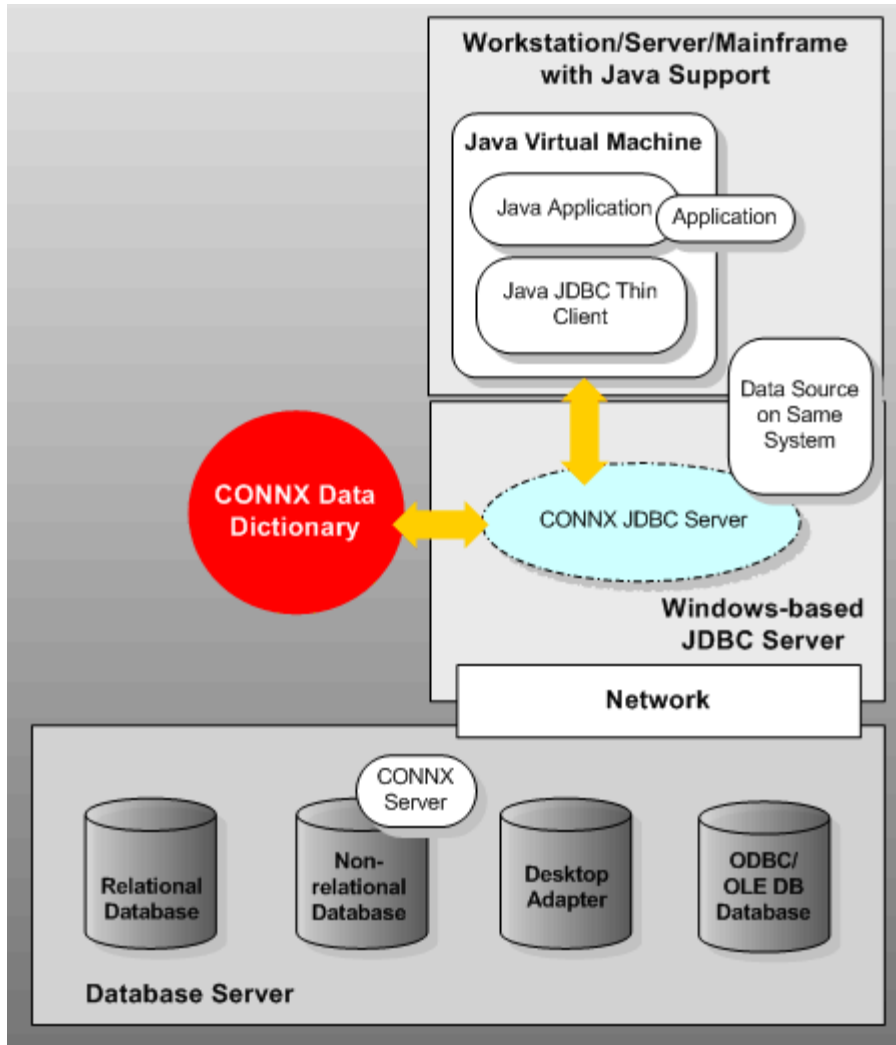 Workstation/Server/Mainframe
with Java Support
Java Virtual Machine
Java Application
Application
Java JDBC Thin
Client
Data Source
on Same
System
CONNX Data
Dictionary
CONNX JDBC Server
Windows-based
JDBC Server
Network
CONNX
Server
Relational
Database
Non-
relational
Database
Desktop
Adapter
ODBC/
OLE DB
Database
Database Server